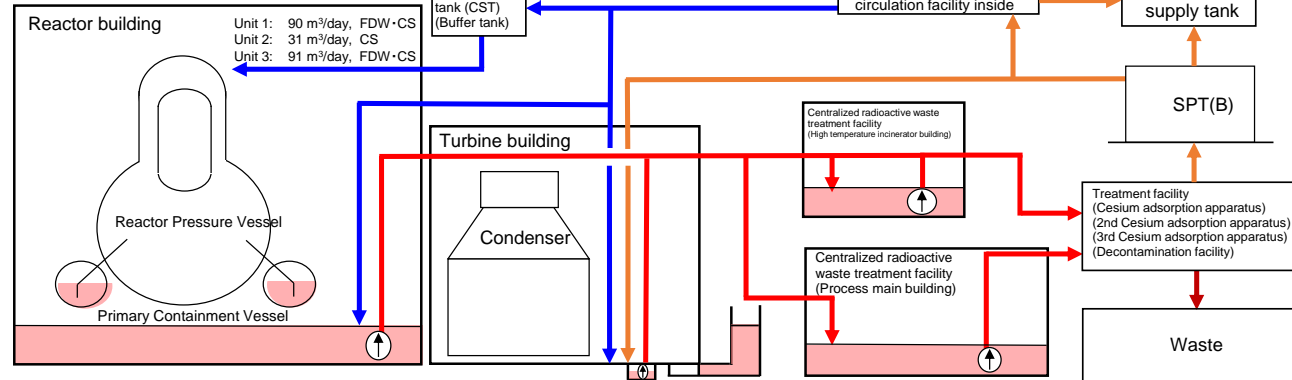 Reactor building
Unit 1: 90 m³/day, FDW・CS
Unit 2: 31 m³/day, CS
Unit 3: 91 m³/day, FDW・CS
tank (CST)
(Buffer tank)
circulation facility inside
supply tank
SPT(B)
Centralized radioactive waste
treatment facility
(High temperature incinerator building)
Turbine building
Condenser
Reactor Pressure Vessel
Primary Containment Vessel
Treatment facility
(Cesium adsorption apparatus)
(2nd Cesium adsorption apparatus)
(3rd Cesium adsorption apparatus)
(Decontamination facility)
Centralized radioactive
waste treatment facility
(Process main building)
Waste